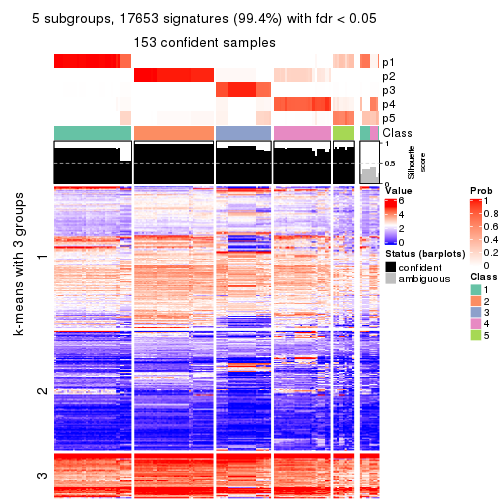 5 subgroups, 17653 signatures (99.4%) with fdr < 0.05
153 confident samples
p1
p2
p3
p4
p5
Class
1
0.5
0
Silhouette
score
k-means with 3 groups
1
2
3
Value
6
4
2
0
Status (barplots)
confident
ambiguous
Prob
1
0.8
0.6
0.4
0.2
0
Class
1
2
3
4
5